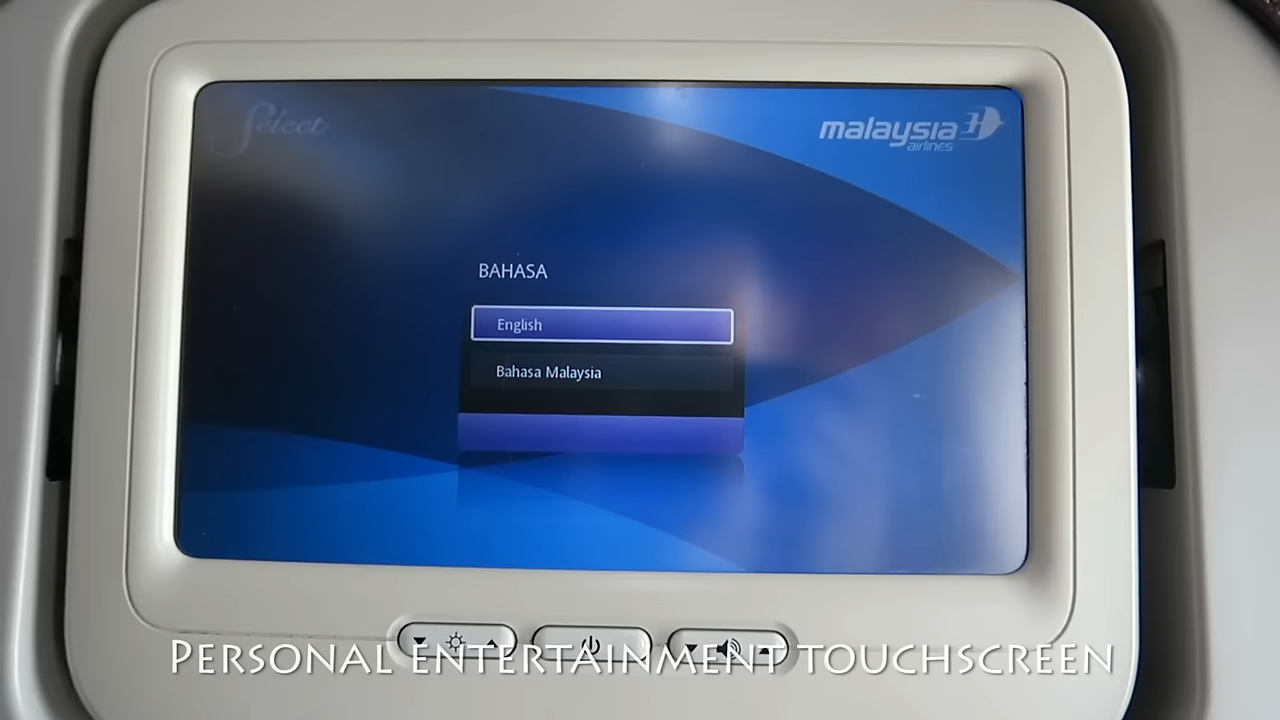 Select
malaysia
airlines
BAHASA
English
Bahasa Malaysia
PERSONAL ENTERTAINMENT TOUCHSCREEN